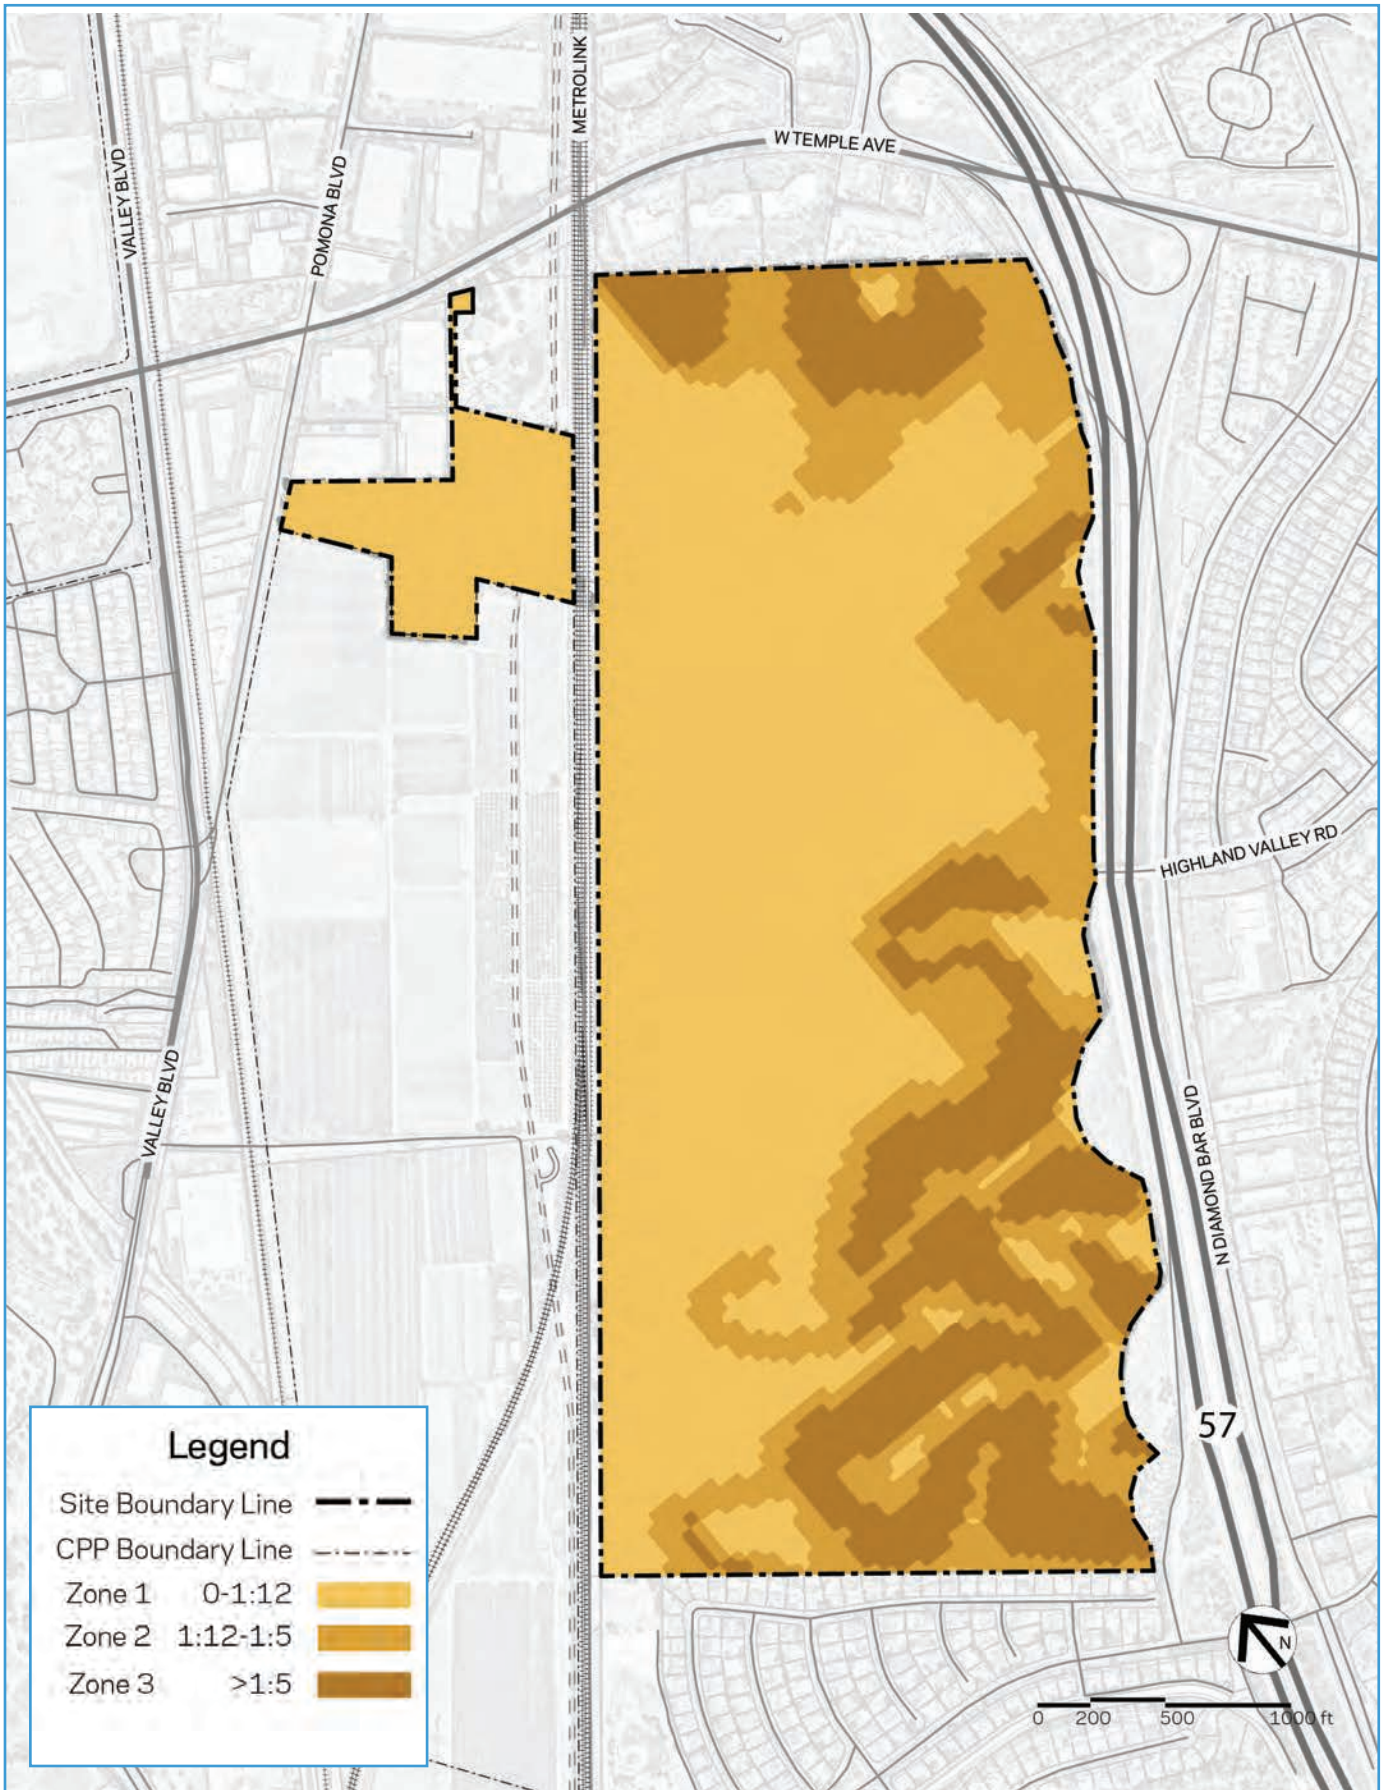 METROLINK
W TEMPLE AVE
VALLEY BLVD
POMONA BLVD
HIGHLAND VALLEY RD
VALLEY BLVD
N DIAMOND BAR BLVD
57
Legend
Site Boundary Line
CPP Boundary Line
Zone 1 0-1:12
Zone 2 1:12-1:5
Zone 3 >1:5
N
0 200 500 1000 ft